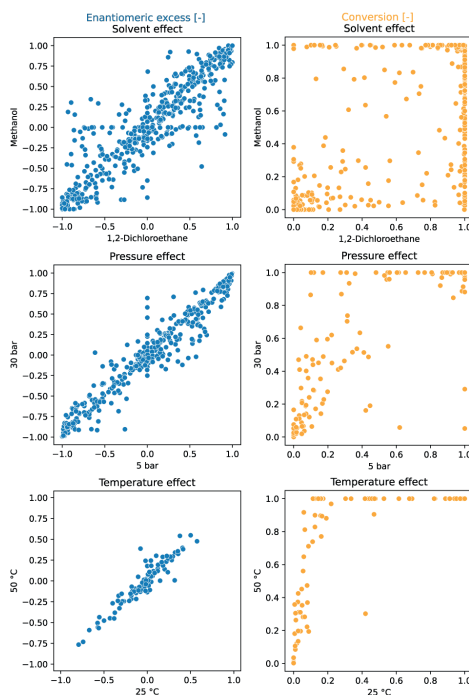 Enantiomeric excess [-]
Solvent effect
1.00
0.75
0.50
0.25
0.00
−0.25
−0.50
−0.75
−1.00
Methanol
−1.0 −0.5 0.0 0.5 1.0
1,2-Dichloroethane
Conversion [-]
Solvent effect
1.0
0.8
0.6
0.4
0.2
0.0
Methanol
0.0 0.2 0.4 0.6 0.8 1.0
1,2-Dichloroethane
Pressure effect
1.00
0.75
0.50
0.25
0.00
−0.25
−0.50
−0.75
−1.00
30 bar
−1.0 −0.5 0.0 0.5 1.0
5 bar
Pressure effect
1.0
0.8
0.6
0.4
0.2
0.0
30 bar
0.0 0.2 0.4 0.6 0.8 1.0
5 bar
Temperature effect
1.00
0.75
0.50
0.25
0.00
−0.25
−0.50
−0.75
−1.00
50 °C
−1.0 −0.5 0.0 0.5 1.0
25 °C
Temperature effect
1.0
0.8
0.6
0.4
0.2
0.0
50 °C
0.0 0.2 0.4 0.6 0.8 1.0
25 °C